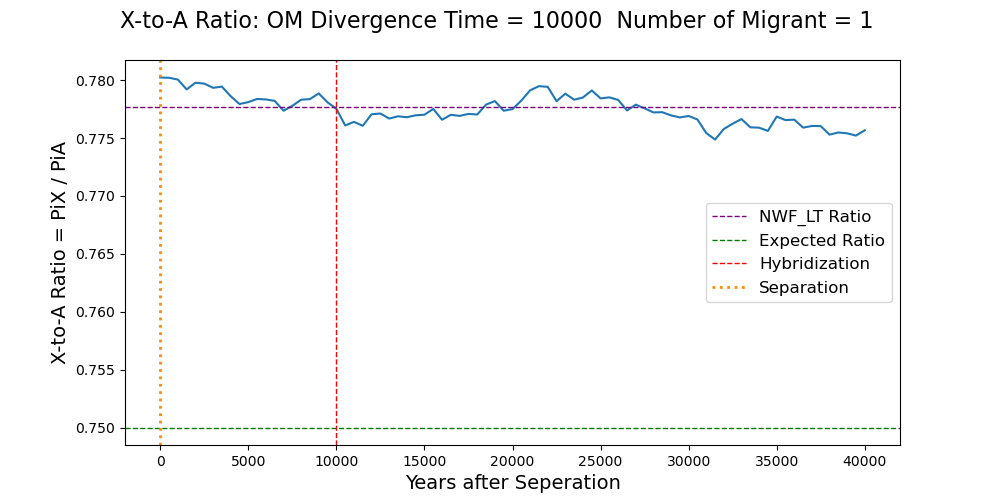 X-to-A Ratio: OM Divergence Time = 10000  Number of Migrant = 1
X-to-A Ratio = PiX / PiA
0.780
0.775
0.770
0.765
0.760
0.755
0.750
NWF_LT Ratio
Expected Ratio
Hybridization
Separation
0 5000 10000 15000 20000 25000 30000 35000 40000
Years after Seperation